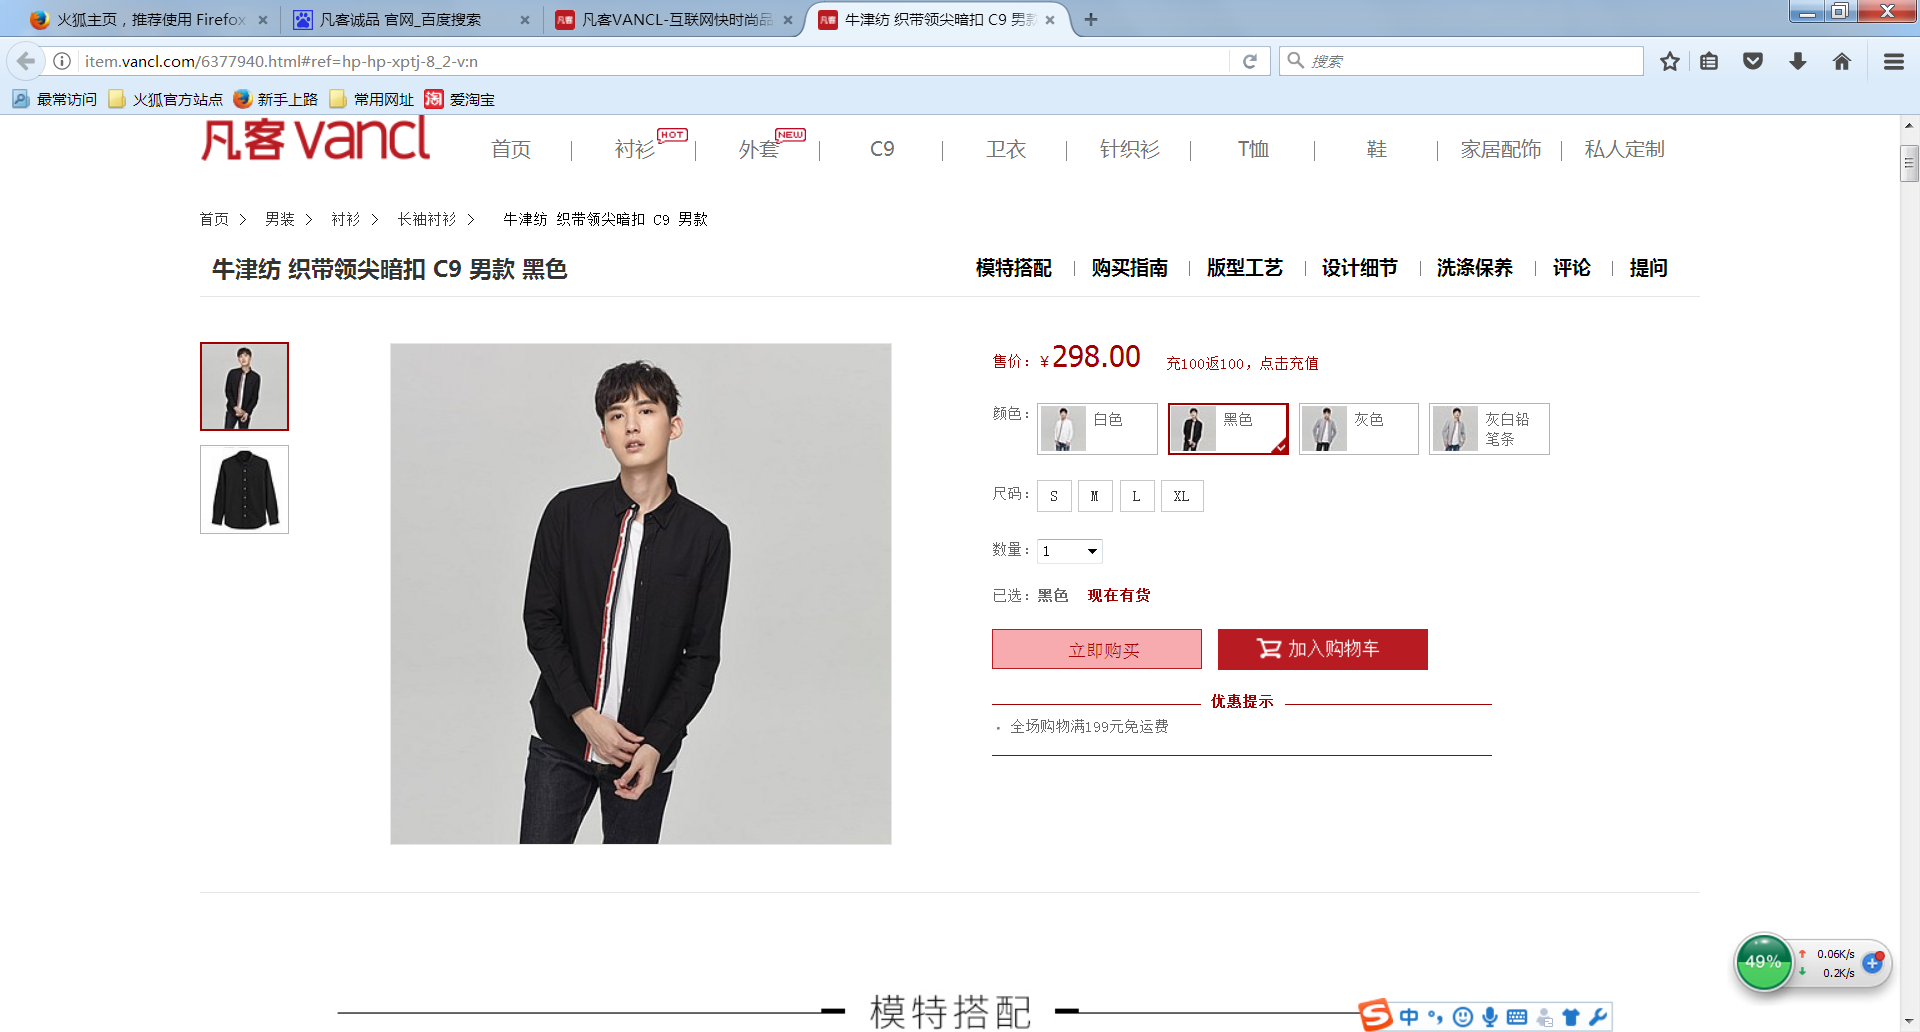 火狐主页，推荐使用 Firefox
凡客诚品 官网_百度搜索
凡客 凡客VANCL-互联网快时尚品
凡客 牛津纺 织带领尖暗扣 C9 男款
item.vancl.com/6377940.html#ref=hp-hp-xptj-8_2-v:n
搜索
最常访问 火狐官方站点 新手上路 常用网址 淘 爱淘宝
凡客 vancl
首页 衬衫 HOT 外套 NEW C9 卫衣 针织衫 T恤 鞋 家居配饰 私人定制
首页 > 男装 > 衬衫 > 长袖衬衫 > 牛津纺 织带领尖暗扣 C9 男款
牛津纺 织带领尖暗扣 C9 男款 黑色
模特搭配 购买指南 版型工艺 设计细节 洗涤保养 评论 提问
售价：￥298.00 充100返100，点击充值
颜色： 白色 黑色 灰色 灰白铅笔条
尺码： S M L XL
数量： 1
已选：黑色 现在有货
立即购买 加入购物车
优惠提示
· 全场购物满199元免运费
49% 0.06K/s
0.2K/s
模特搭配
S 中